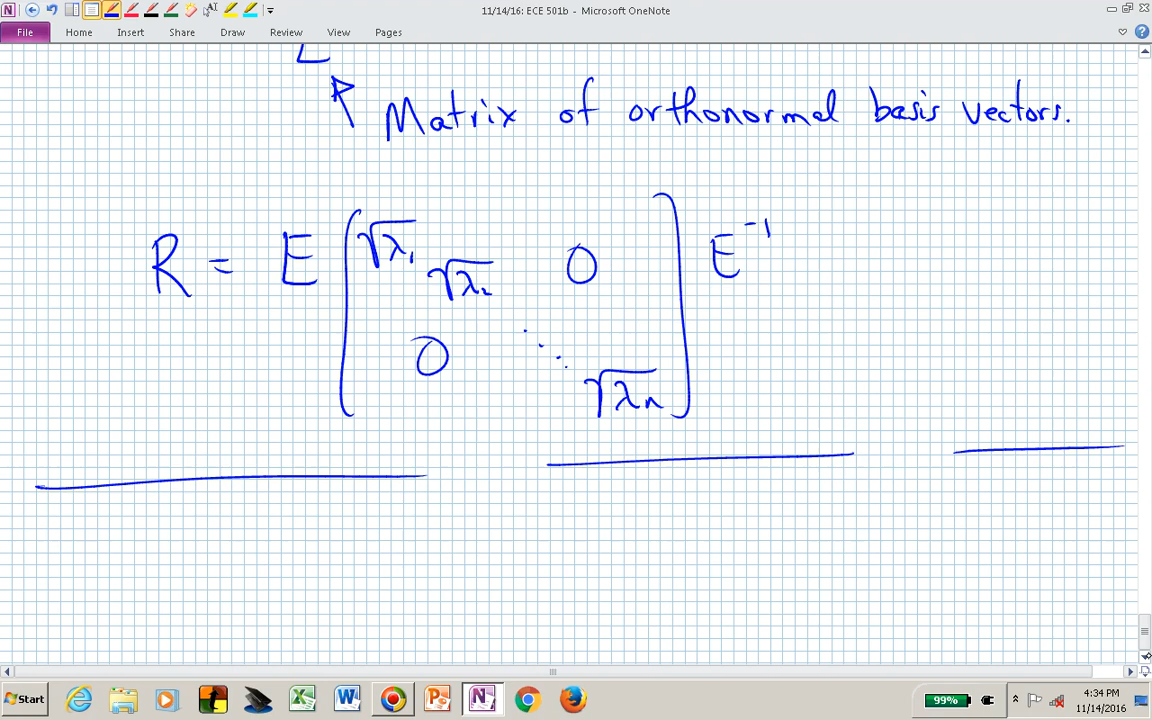 11/14/16: ECE 501b - Microsoft OneNote
File Home Insert Share Draw Review View Pages
Matrix of orthonormal basis vectors.
R = E [ √λ₁ √λ₂ 0
0 ⋱ √λₙ ] E⁻¹
Start
99%
4:34 PM
11/14/2016